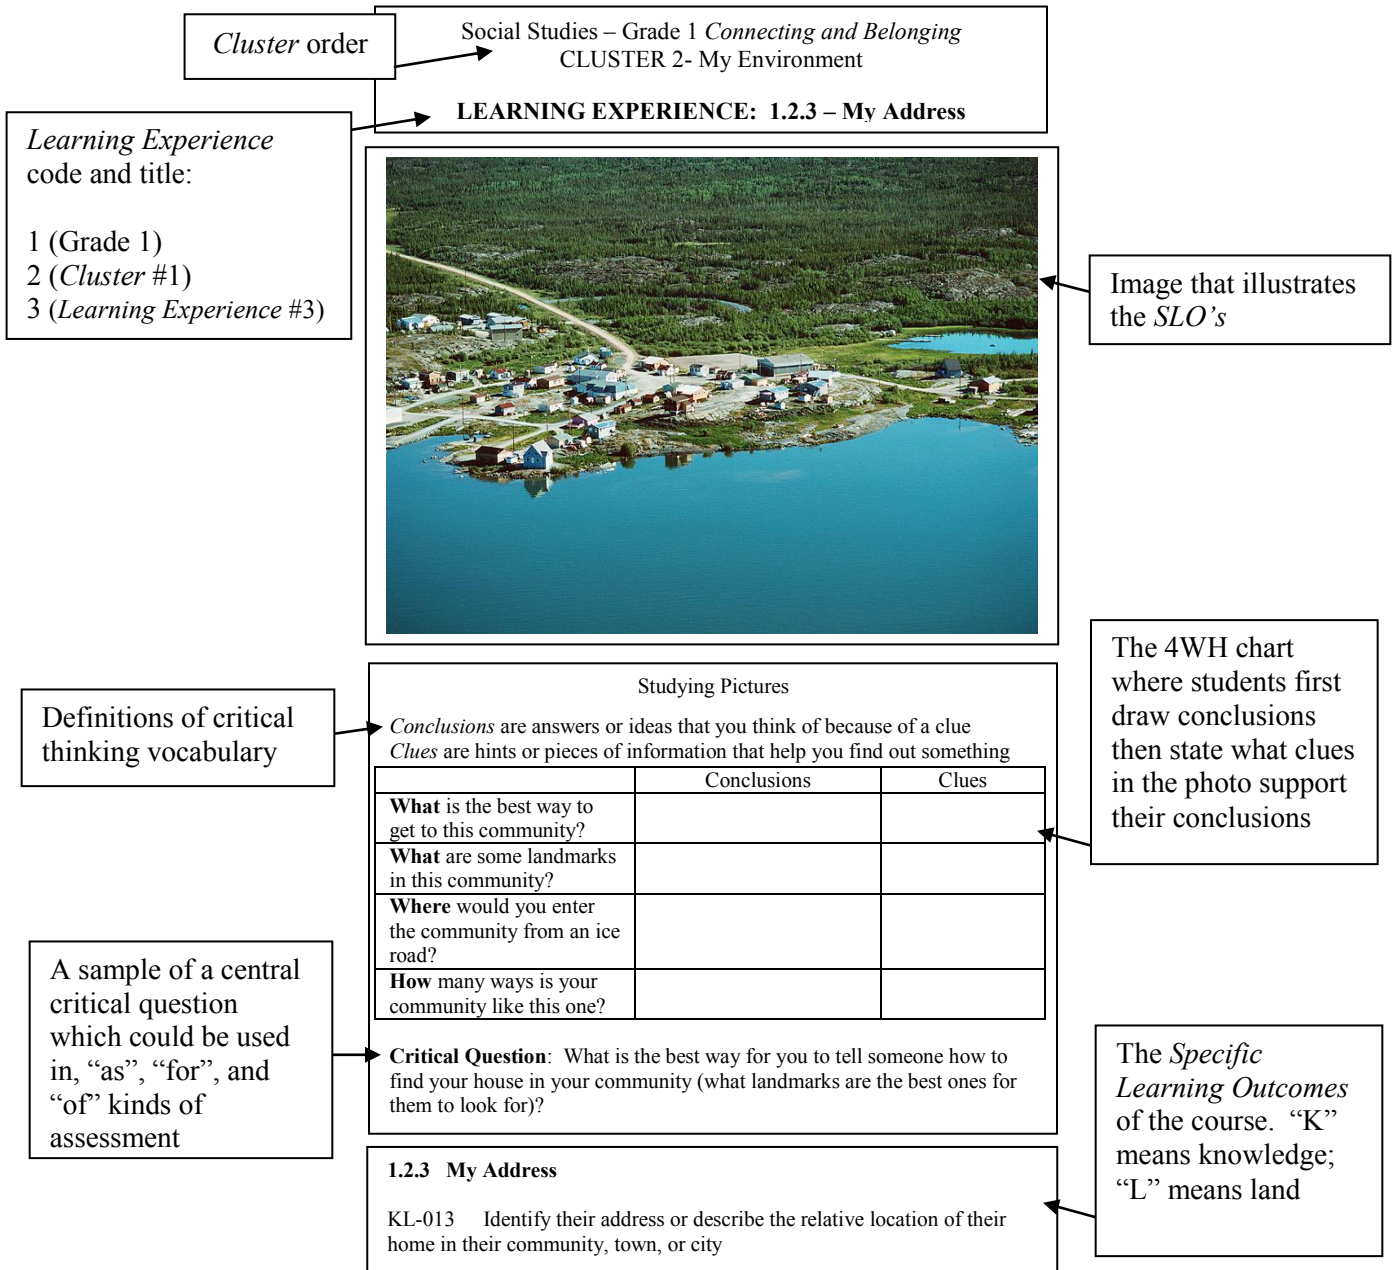 Cluster order
Social Studies – Grade 1 Connecting and Belonging
CLUSTER 2- My Environment
LEARNING EXPERIENCE:  1.2.3 – My Address
Learning Experience
code and title:
1 (Grade 1)
2 (Cluster #1)
3 (Learning Experience #3)
Image that illustrates
the SLO’s
Definitions of critical
thinking vocabulary
Studying Pictures
Conclusions are answers or ideas that you think of because of a clue
Clues are hints or pieces of information that help you find out something
Conclusions
Clues
What is the best way to
get to this community?
What are some landmarks
in this community?
Where would you enter
the community from an ice
road?
How many ways is your
community like this one?
The 4WH chart
where students first
draw conclusions
then state what clues
in the photo support
their conclusions
A sample of a central
critical question
which could be used
in, “as”, “for”, and
“of” kinds of
assessment
Critical Question:  What is the best way for you to tell someone how to
find your house in your community (what landmarks are the best ones for
them to look for)?
The Specific
Learning Outcomes
of the course.  “K”
means knowledge;
“L” means land
1.2.3   My Address
KL-013     Identify their address or describe the relative location of their
home in their community, town, or city